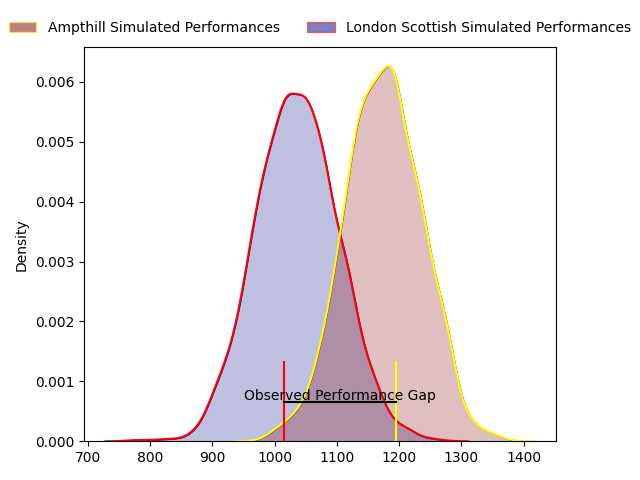 Ampthill Simulated Performances London Scottish Simulated Performances
0.006
0.005
0.004
0.003
0.002
0.001
0.000
Density
Observed Performance Gap
700 800 900 1000 1100 1200 1300 1400